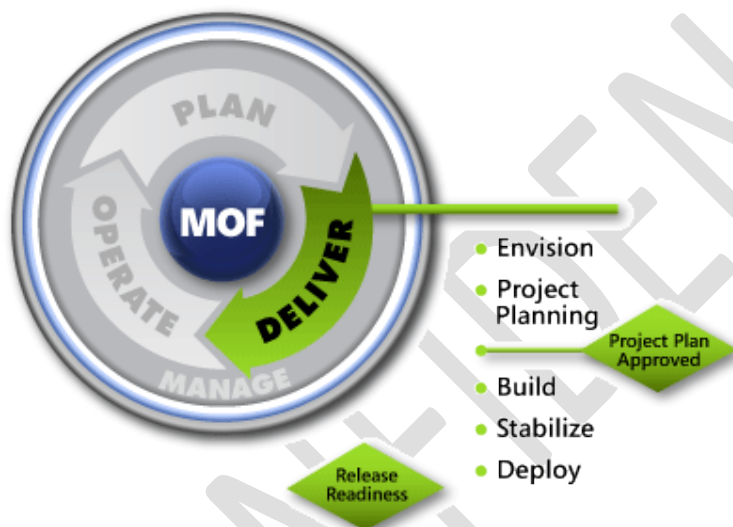 PLAN
OPERATE
MOF
DELIVER
MANAGE
Envision
Project
Planning
Project Plan
Approved
Build
Stabilize
Deploy
Release
Readiness